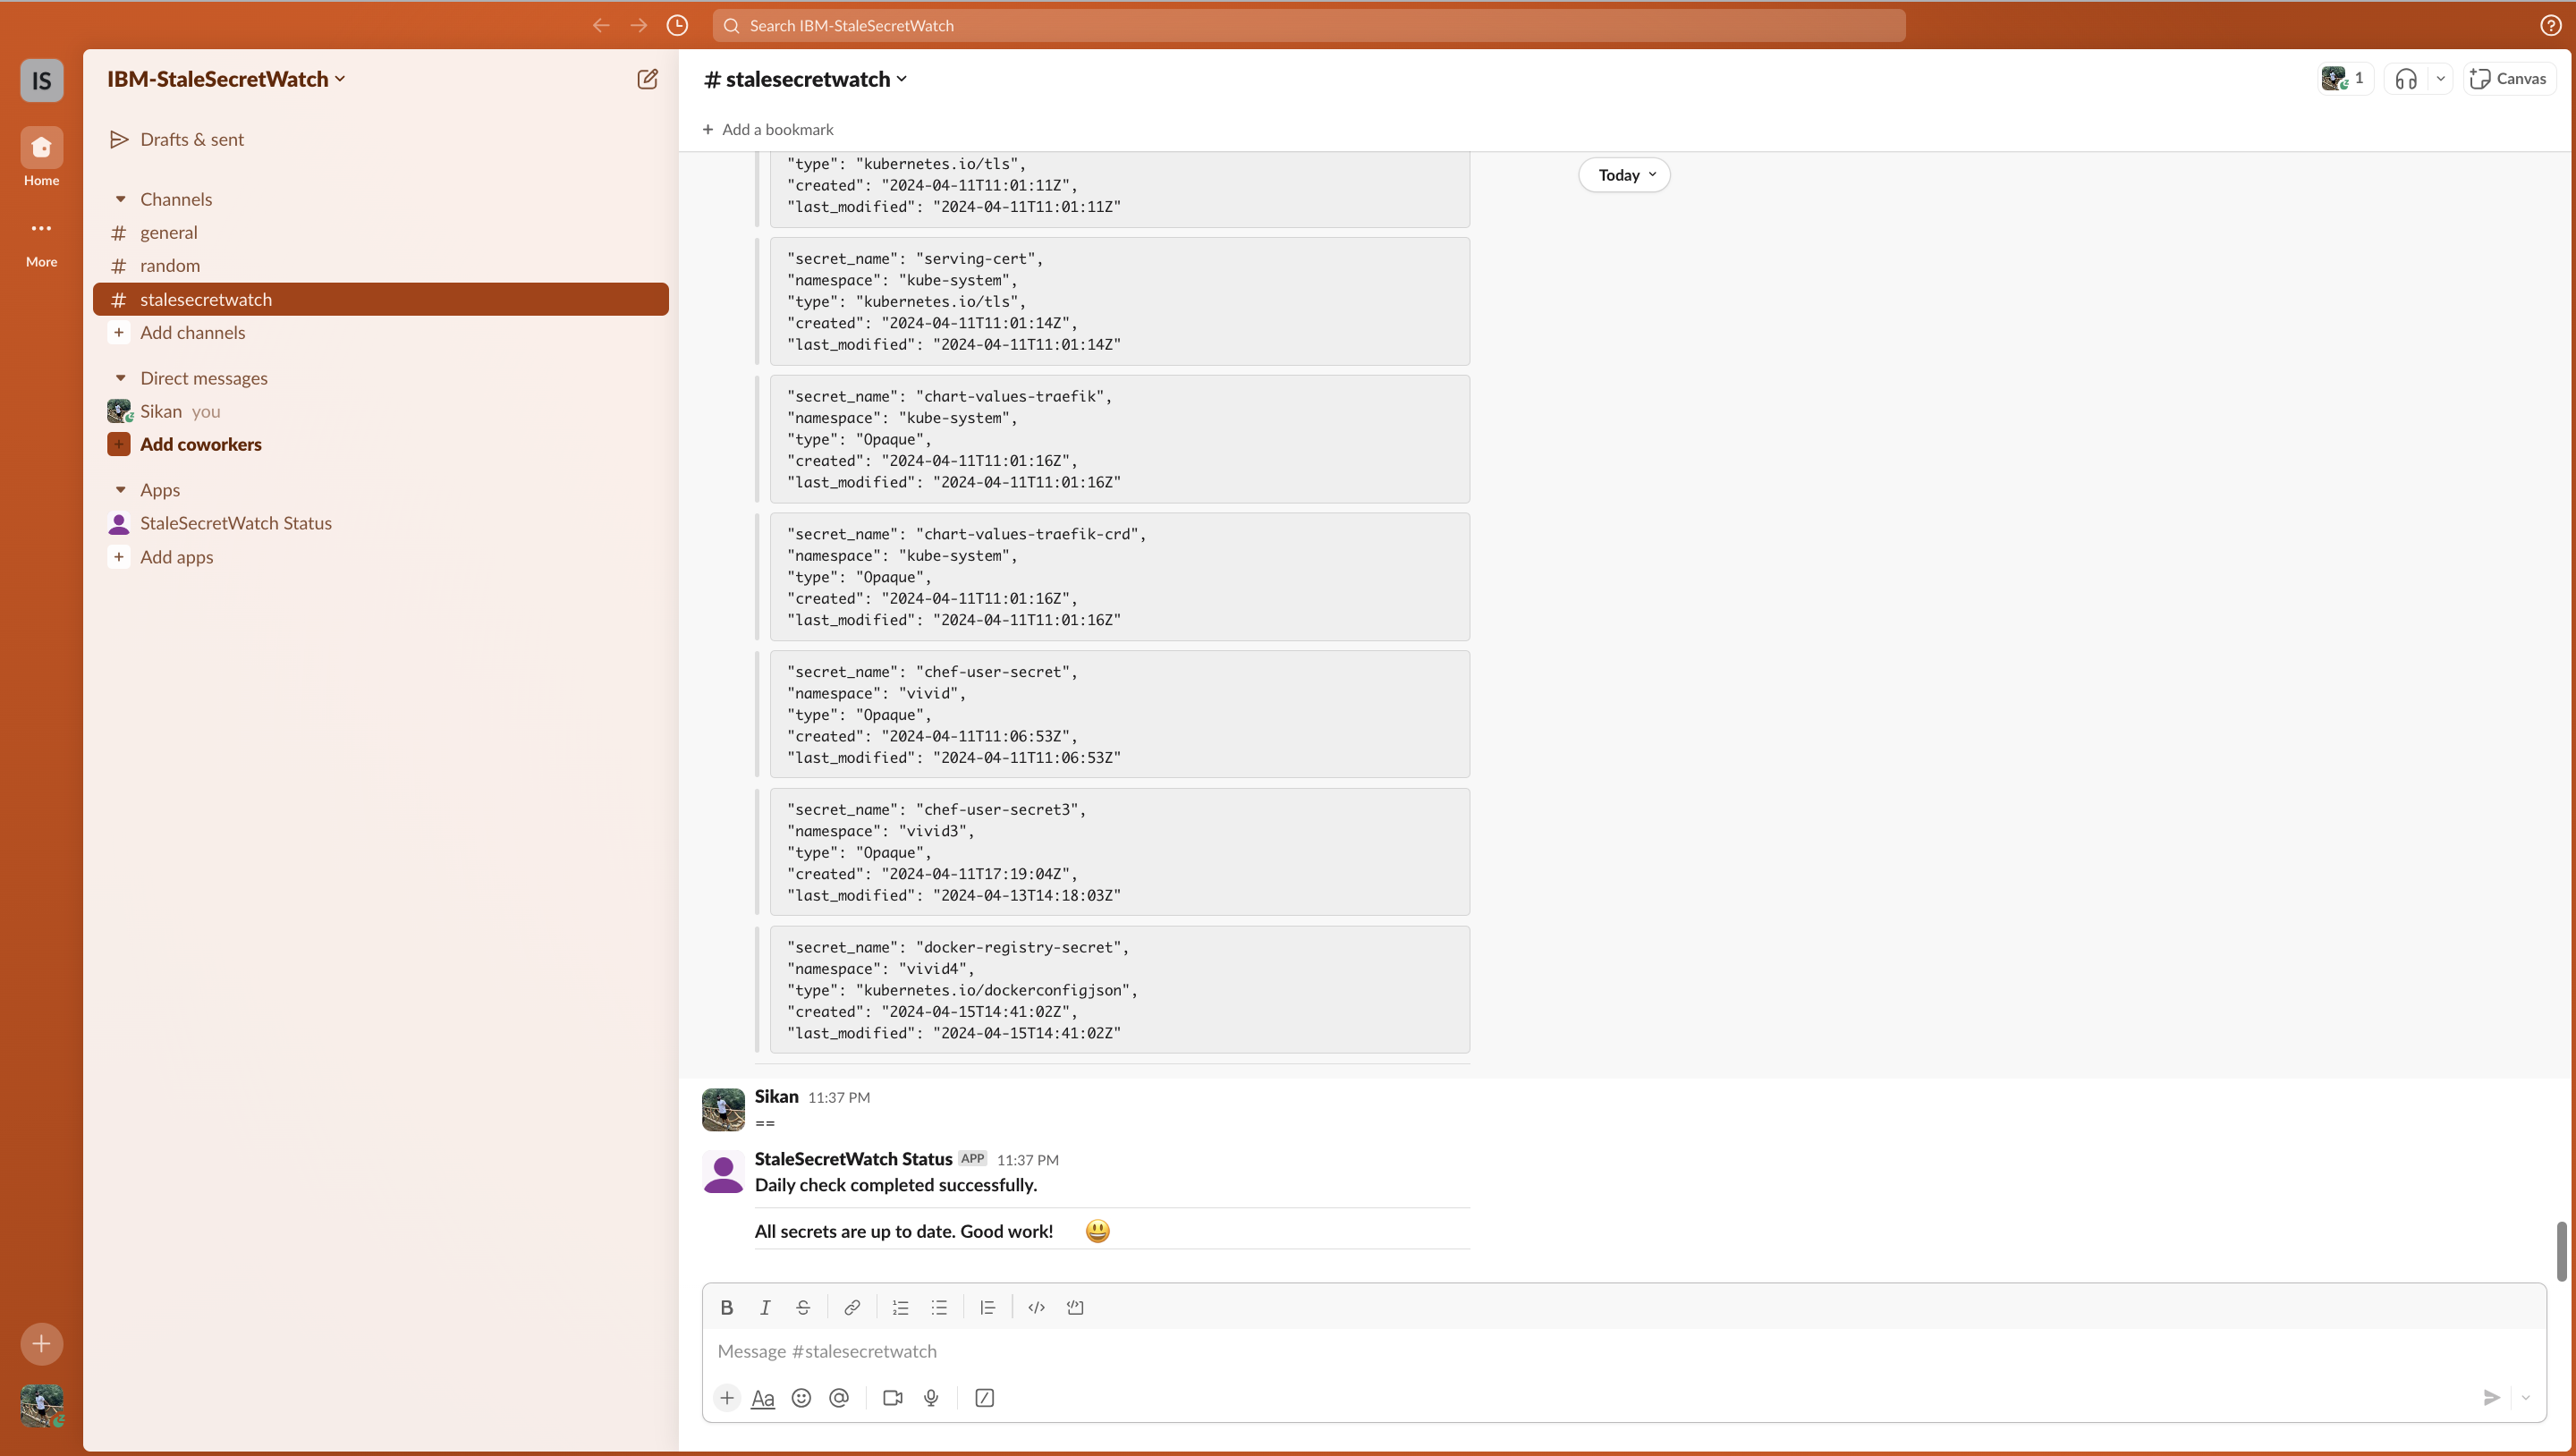 Search IBM-StaleSecretWatch
IS
Home
More
IBM-StaleSecretWatch
Drafts & sent
Channels
# general
# random
# stalesecretwatch
+ Add channels
Direct messages
Sikan you
+ Add coworkers
Apps
StaleSecretWatch Status
+ Add apps
# stalesecretwatch
1
Canvas
+ Add a bookmark
Today
"type": "kubernetes.io/tls",
"created": "2024-04-11T11:01:11Z",
"last_modified": "2024-04-11T11:01:11Z"
"secret_name": "serving-cert",
"namespace": "kube-system",
"type": "kubernetes.io/tls",
"created": "2024-04-11T11:01:14Z",
"last_modified": "2024-04-11T11:01:14Z"
"secret_name": "chart-values-traefik",
"namespace": "kube-system",
"type": "Opaque",
"created": "2024-04-11T11:01:16Z",
"last_modified": "2024-04-11T11:01:16Z"
"secret_name": "chart-values-traefik-crd",
"namespace": "kube-system",
"type": "Opaque",
"created": "2024-04-11T11:01:16Z",
"last_modified": "2024-04-11T11:01:16Z"
"secret_name": "chef-user-secret",
"namespace": "vivid",
"type": "Opaque",
"created": "2024-04-11T11:06:53Z",
"last_modified": "2024-04-11T11:06:53Z"
"secret_name": "chef-user-secret3",
"namespace": "vivid3",
"type": "Opaque",
"created": "2024-04-11T17:19:04Z",
"last_modified": "2024-04-13T14:18:03Z"
"secret_name": "docker-registry-secret",
"namespace": "vivid4",
"type": "kubernetes.io/dockerconfigjson",
"created": "2024-04-15T14:41:02Z",
"last_modified": "2024-04-15T14:41:02Z"
Sikan 11:37 PM
==
StaleSecretWatch Status APP 11:37 PM
Daily check completed successfully.
All secrets are up to date. Good work! 😃
Message #stalesecretwatch
Aa